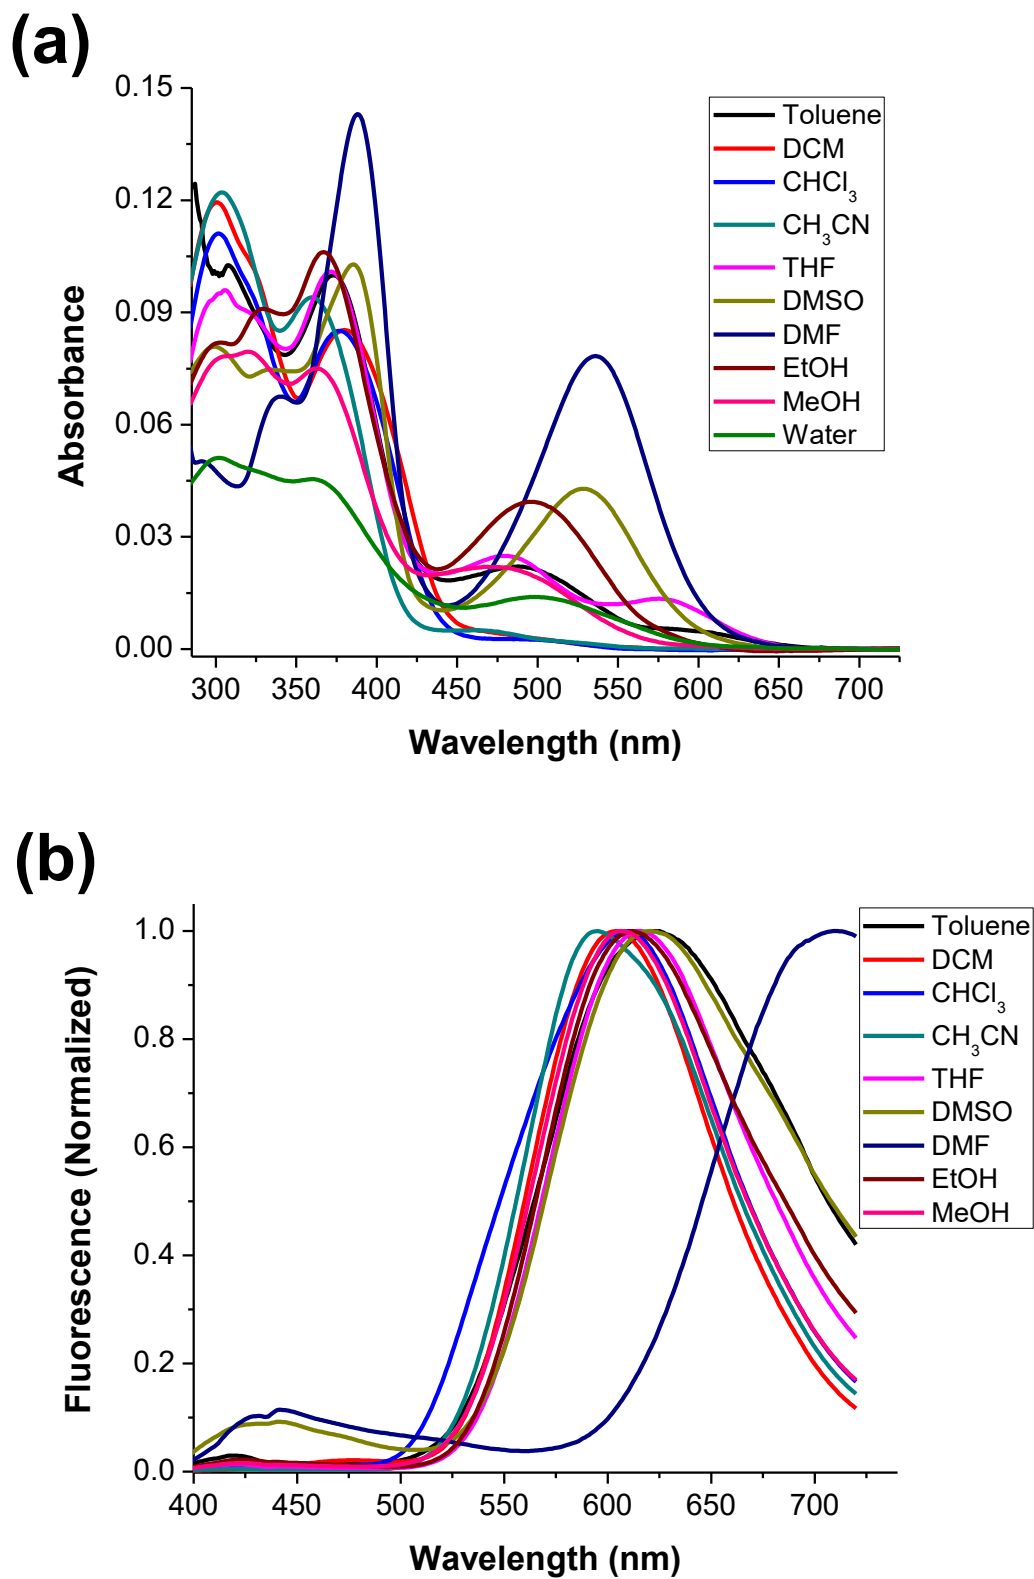 (a)
0.15
0.12
0.09
0.06
0.03
0.00
Absorbance
300 350 400 450 500 550 600 650 700
Wavelength (nm)
Toluene
DCM
CHCl₃
CH₃CN
THF
DMSO
DMF
EtOH
MeOH
Water
(b)
1.0
0.8
0.6
0.4
0.2
0.0
Fluorescence (Normalized)
400 450 500 550 600 650 700
Wavelength (nm)
Toluene
DCM
CHCl₃
CH₃CN
THF
DMSO
DMF
EtOH
MeOH